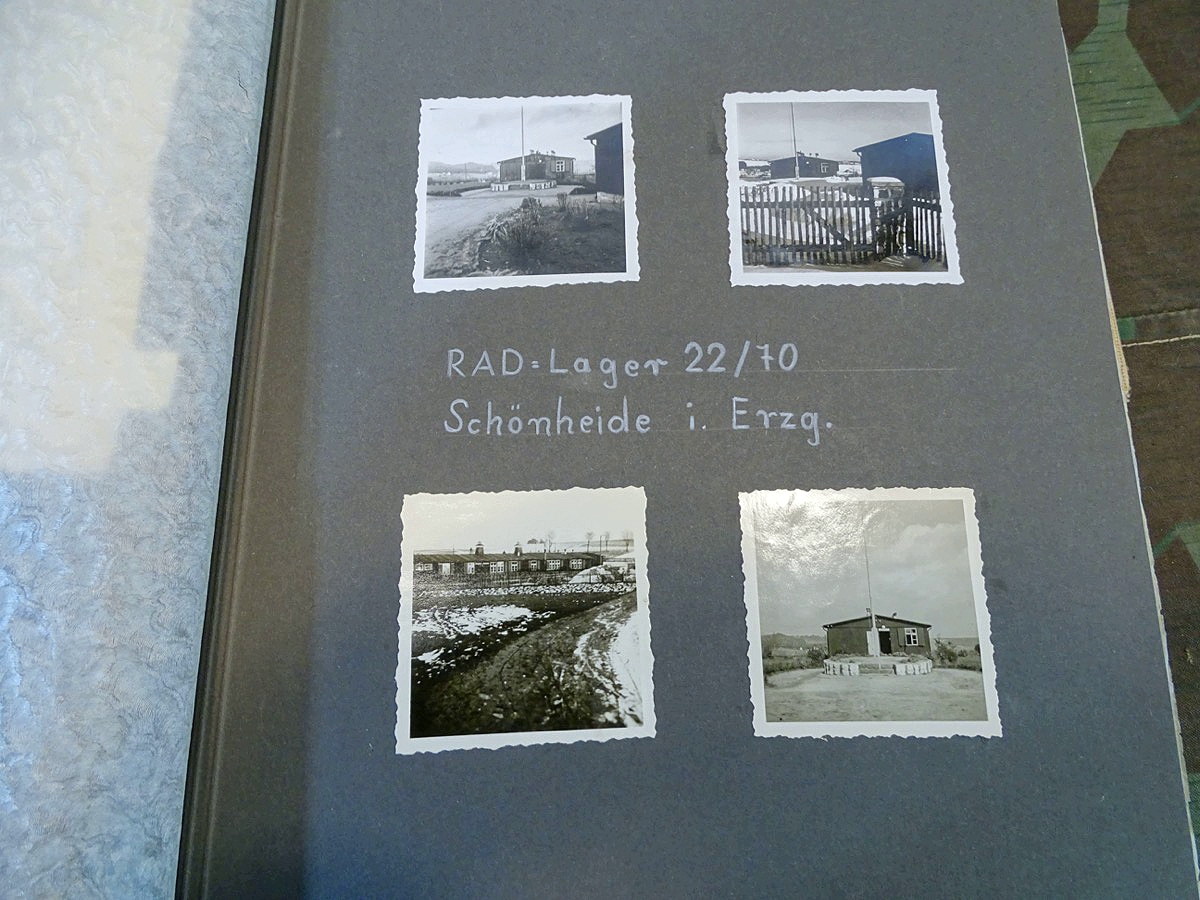 RAD=Lager 22/70
Schönheide i. Erzg.